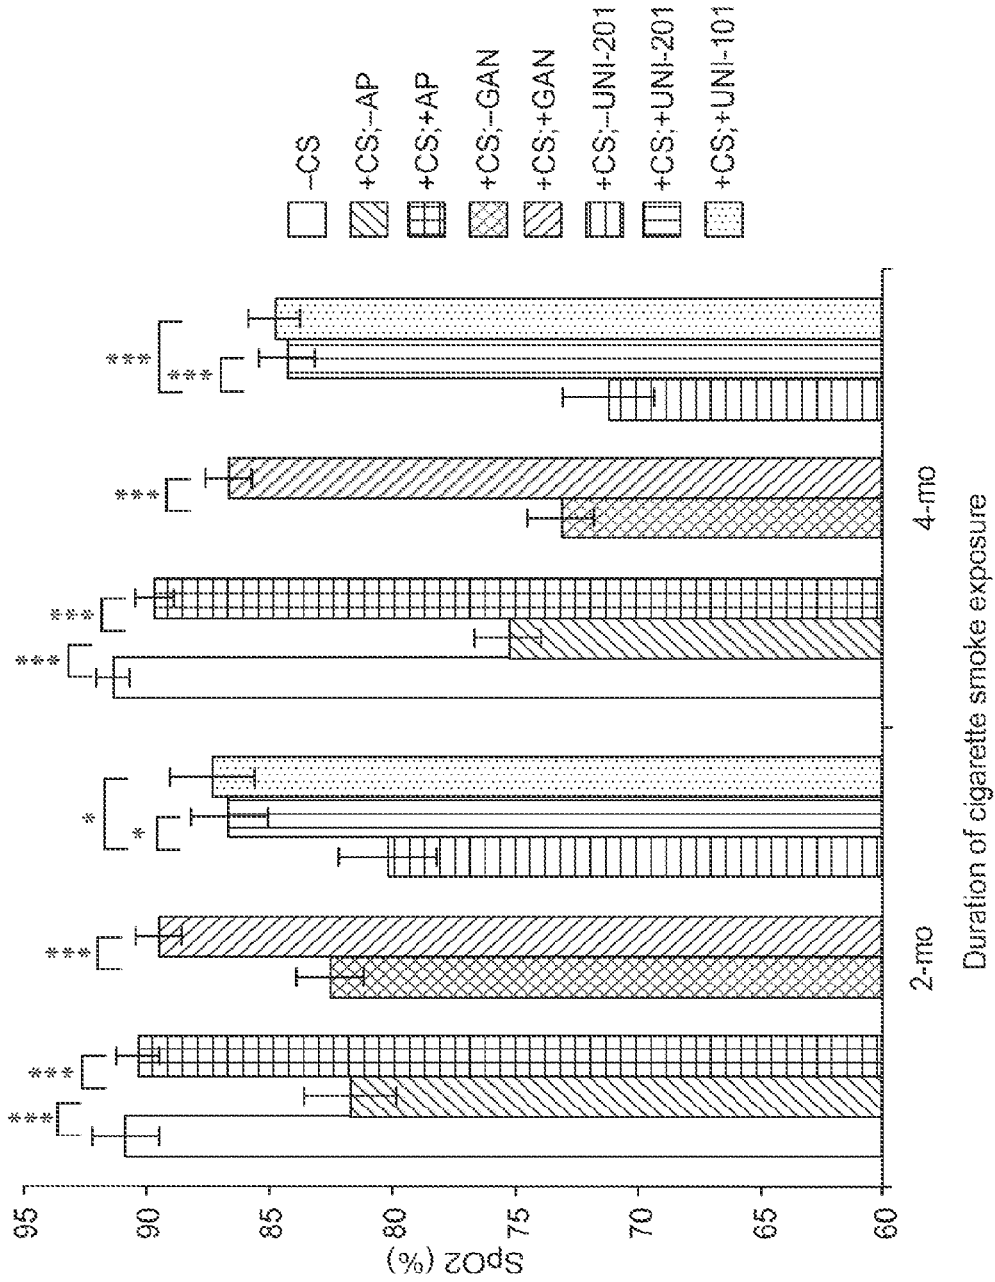 SpO2 (%)
95
90
85
80
75
70
65
60
***
***
***
*
*
***
***
***
***
***
2-mo
4-mo
Duration of cigarette smoke exposure
–CS
+CS;–AP
+CS;+AP
+CS;–GAN
+CS;+GAN
+CS;–UNI-201
+CS;+UNI-201
+CS;+UNI-101